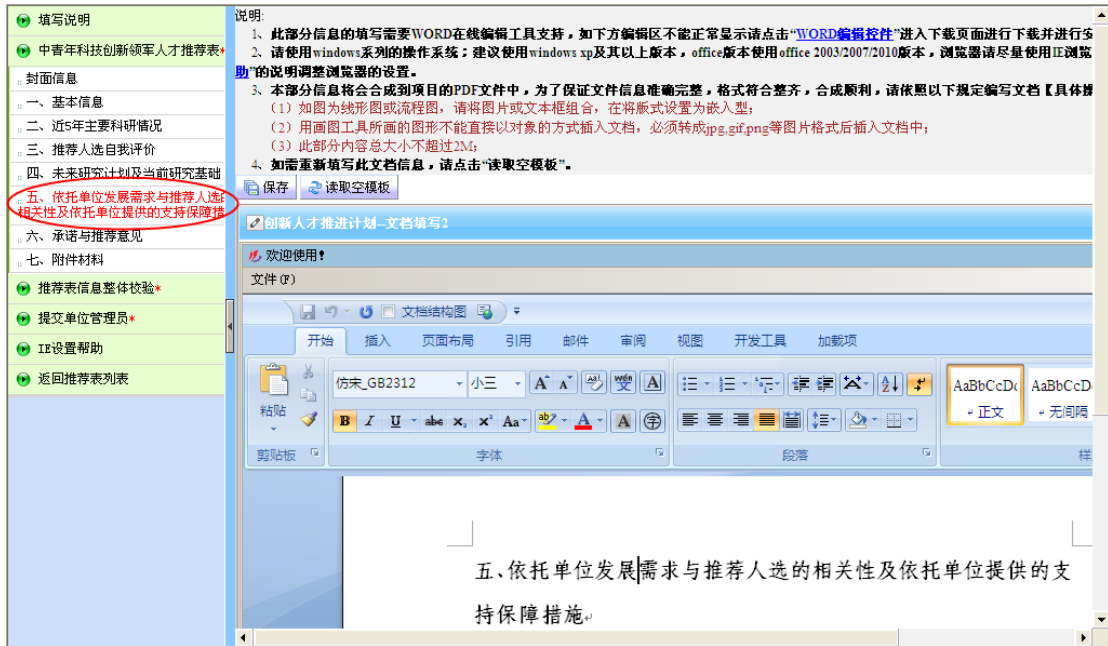 填写说明
中青年科技创新领军人才推荐表*
封面信息
一、基本信息
二、近5年主要科研情况
三、推荐人选自我评价
四、未来研究计划及当前研究基础
五、依托单位发展需求与推荐人选的
相关性及依托单位提供的支持保障措
六、承诺与推荐意见
七、附件材料
推荐表信息整体校验*
提交单位管理员*
IE设置帮助
返回推荐表列表
说明:
1、此部分信息的填写需要WORD在线编辑工具支持，如下方编辑区不能正常显示请点击“WORD编辑控件”进入下载页面进行下载并进行安
2、请使用windows系列的操作系统；建议使用windows xp及其以上版本，office版本使用office 2003/2007/2010版本，浏览器请尽量使用IE浏览
助”的说明调整浏览器的设置。
3、本部分信息将会合成到项目的PDF文件中，为了保证文件信息准确完整，格式符合整齐，合成顺利，请依照以下规定编写文档【具体操
（1）如图为线形图或流程图，请将图片或文本框组合，在将版式设置为嵌入型；
（2）用画图工具所画的图形不能直接以对象的方式插入文档，必须转成jpg,gif,png等图片格式后插入文档中；
（3）此部分内容总大小不超过2M；
4、如需重新填写此文档信息，请点击“读取空模板”。
保存 读取空模板
创新人才推进计划--文档填写2
欢迎使用!
文件(F)
文档结构图
开始 插入 页面布局 引用 邮件 审阅 视图 开发工具 加载项
粘贴
仿宋_GB2312 小三
AaBbCcDd AaBbCcD
正文 无间隔
剪贴板 字体 段落 样
五、依托单位发展需求与推荐人选的相关性及依托单位提供的支
持保障措施